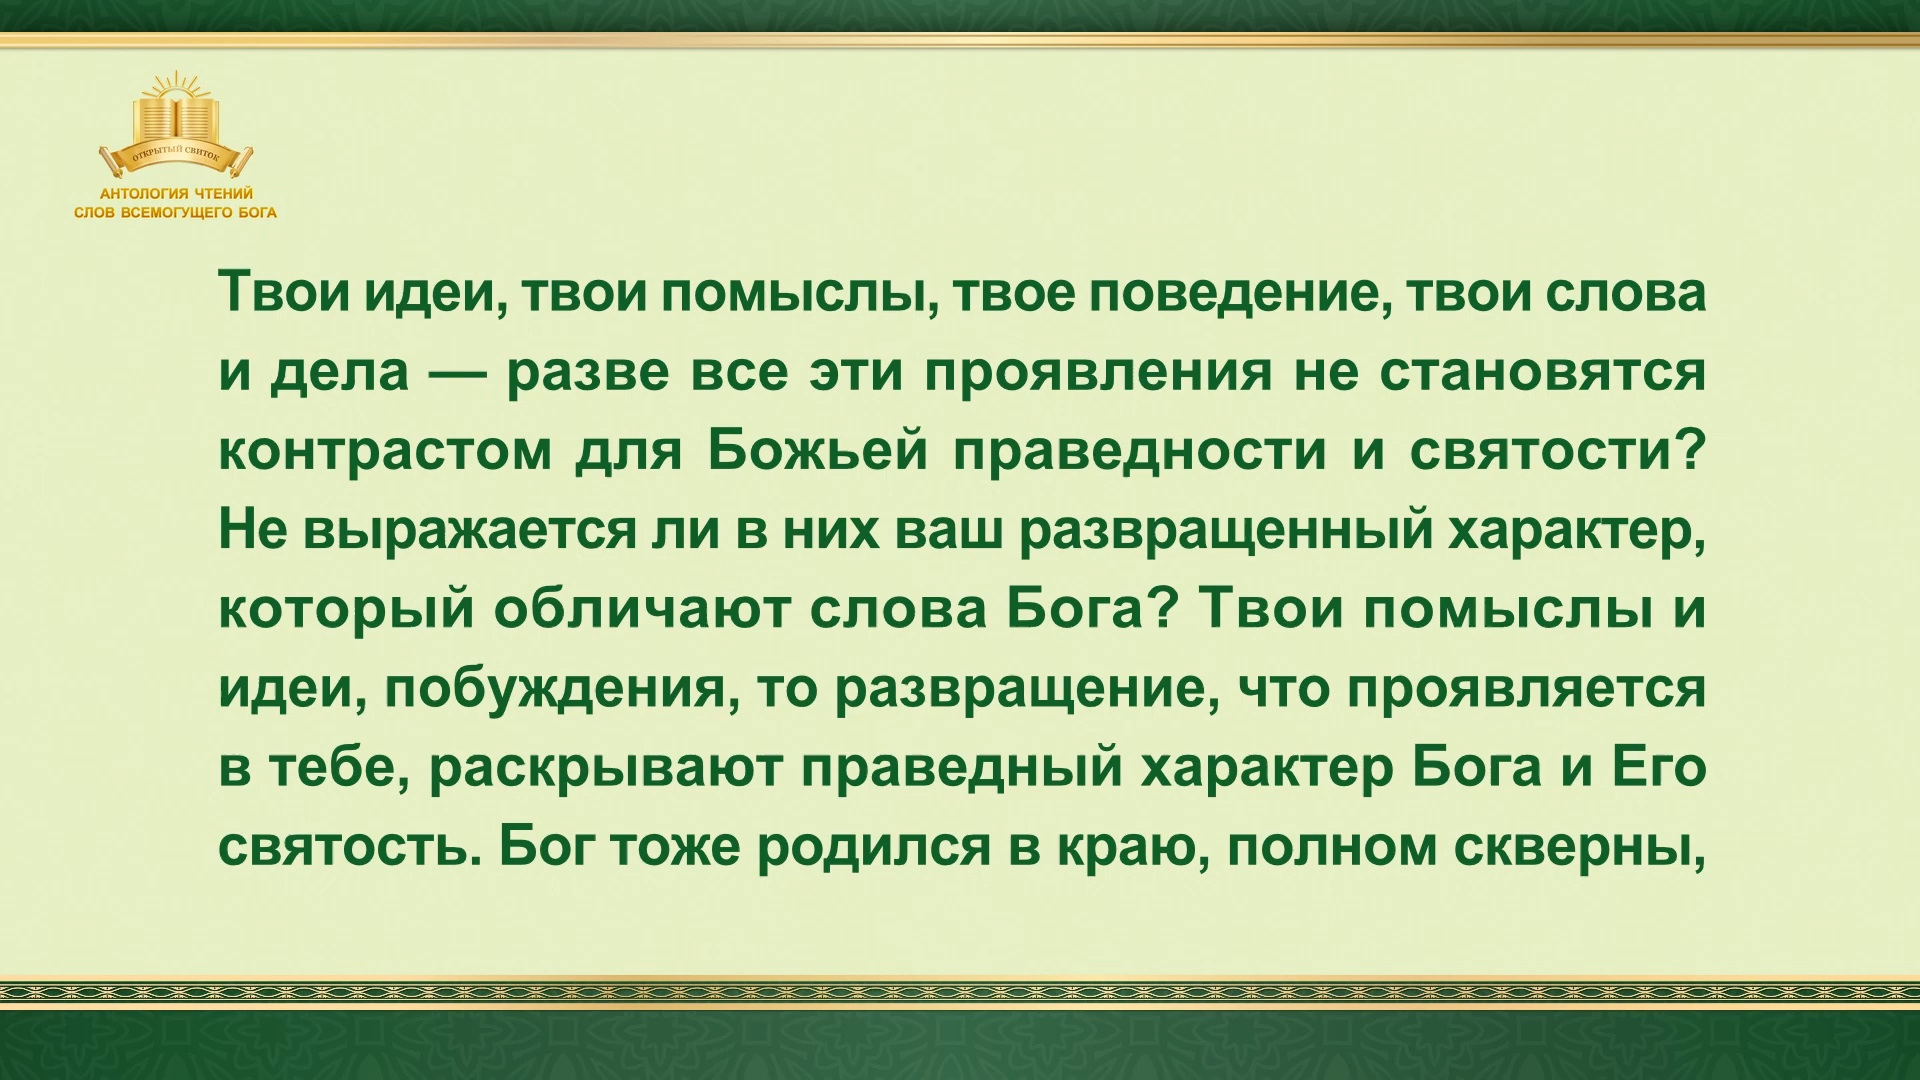 ОТКРЫТЫЙ СВИТОК
АНТОЛОГИЯ ЧТЕНИЙ
СЛОВ ВСЕМОГУЩЕГО БОГА
Твои идеи, твои помыслы, твое поведение, твои слова
и дела — разве все эти проявления не становятся
контрастом для Божьей праведности и святости?
Не выражается ли в них ваш развращенный характер,
который обличают слова Бога? Твои помыслы и
идеи, побуждения, то развращение, что проявляется
в тебе, раскрывают праведный характер Бога и Его
святость. Бог тоже родился в краю, полном скверны,